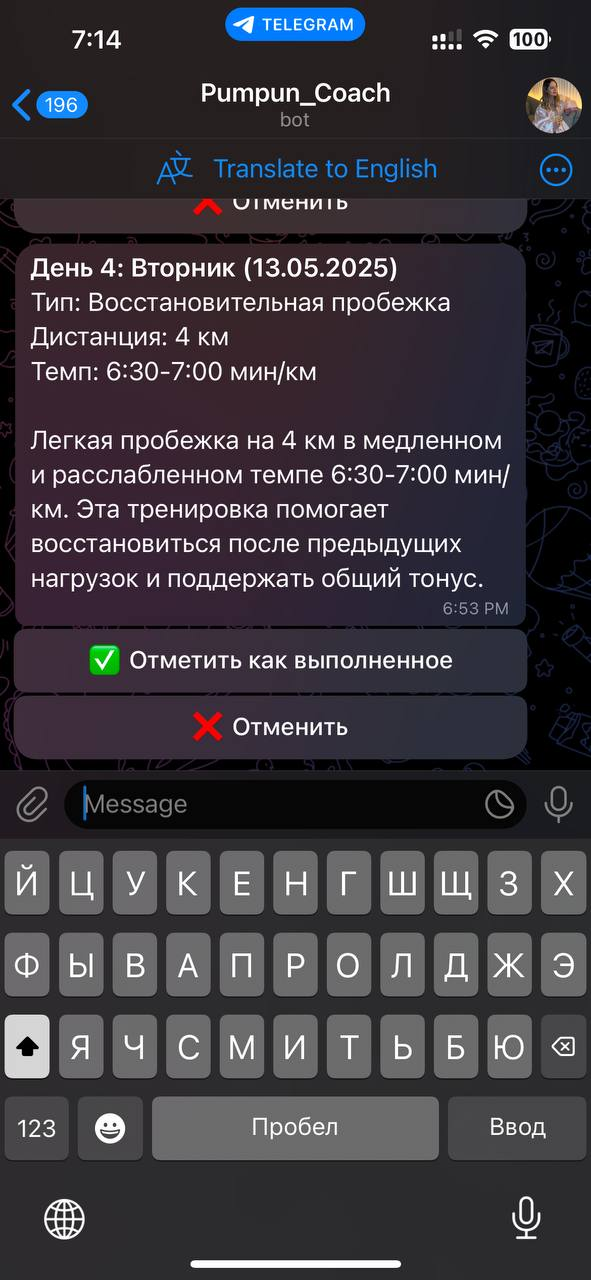 7:14
TELEGRAM
100
196
Pumpun_Coach
bot
Translate to English
Отменить
День 4: Вторник (13.05.2025)
Тип: Восстановительная пробежка
Дистанция: 4 км
Темп: 6:30-7:00 мин/км
Легкая пробежка на 4 км в медленном
и расслабленном темпе 6:30-7:00 мин/
км. Эта тренировка помогает
восстановиться после предыдущих
нагрузок и поддержать общий тонус.
6:53 PM
Отметить как выполненное
Отменить
Message
Й Ц У К Е Н Г Ш Щ З Х
Ф Ы В А П Р О Л Д Ж Э
Я Ч С М И Т Ь Б Ю
123 Пробел Ввод